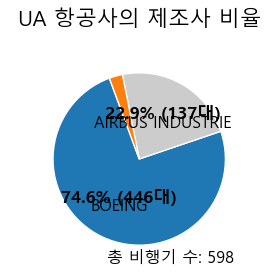 UA 항공사의 제조사 비율
22.9% (137대)
AIRBUS INDUSTRIE
74.6% (446대)
BOEING
총 비행기 수: 598